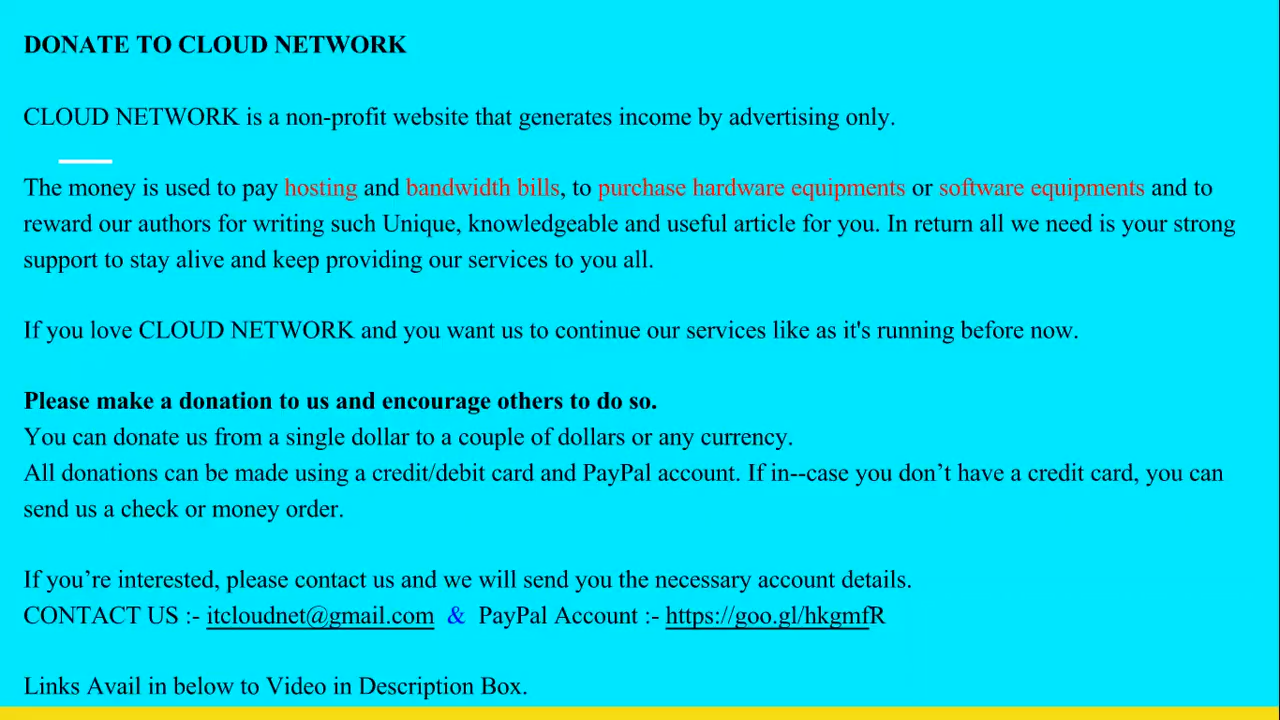 DONATE TO CLOUD NETWORK
CLOUD NETWORK is a non-profit website that generates income by advertising only.
The money is used to pay hosting and bandwidth bills, to purchase hardware equipments or software equipments and to
reward our authors for writing such Unique, knowledgeable and useful article for you. In return all we need is your strong
support to stay alive and keep providing our services to you all.
If you love CLOUD NETWORK and you want us to continue our services like as it's running before now.
Please make a donation to us and encourage others to do so.
You can donate us from a single dollar to a couple of dollars or any currency.
All donations can be made using a credit/debit card and PayPal account. If in--case you don’t have a credit card, you can
send us a check or money order.
If you’re interested, please contact us and we will send you the necessary account details.
CONTACT US :- itcloudnet@gmail.com & PayPal Account :- https://goo.gl/hkgmfR
Links Avail in below to Video in Description Box.